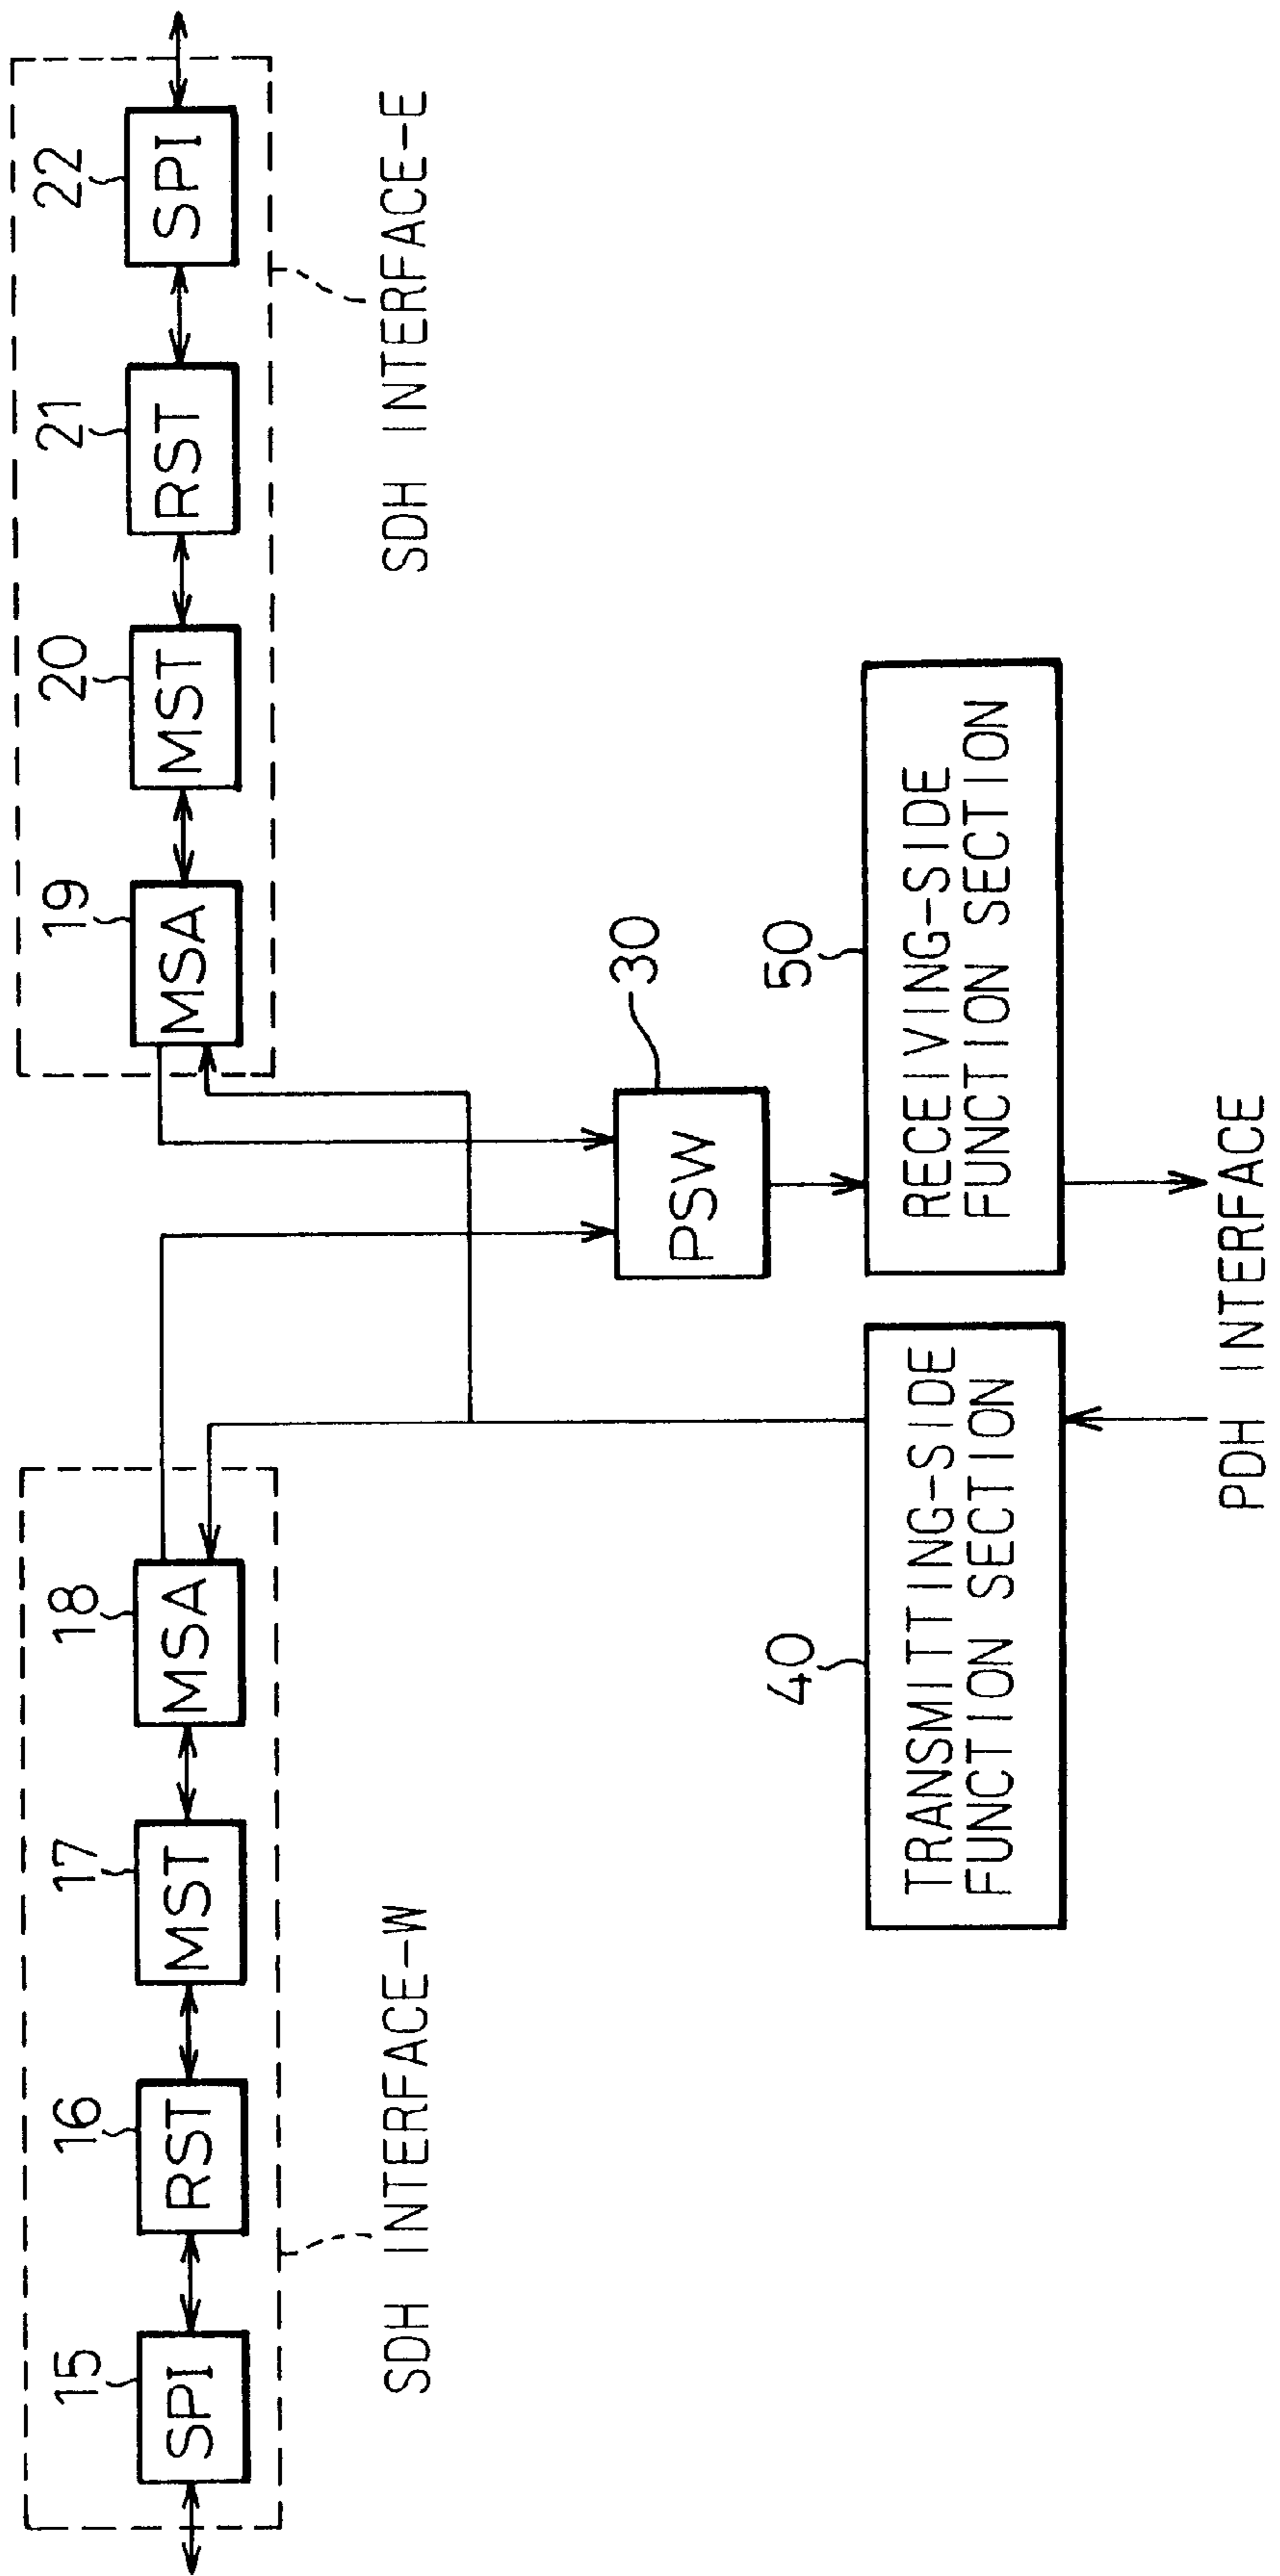 15
16
17
18
19
20
21
22
SPI
RST
MST
MSA
MSA
MST
RST
SPI
SDH INTERFACE-W
SDH INTERFACE-E
30
PSW
40
50
TRANSMITTING-SIDE
FUNCTION SECTION
RECEIVING-SIDE
FUNCTION SECTION
PDH INTERFACE